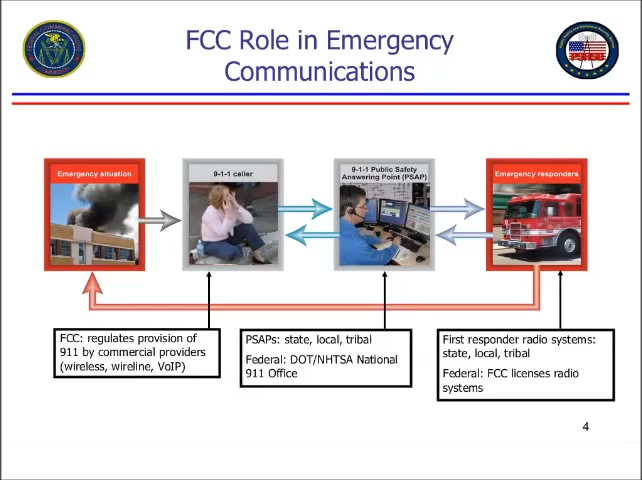 FCC Role in Emergency
Communications
Emergency situation
9-1-1 caller
9-1-1 Public Safety
Answering Point (PSAP)
Emergency responders
FCC: regulates provision of
911 by commercial providers
(wireless, wireline, VoIP)
PSAPs: state, local, tribal
Federal: DOT/NHTSA National
911 Office
First responder radio systems:
state, local, tribal
Federal: FCC licenses radio
systems
4